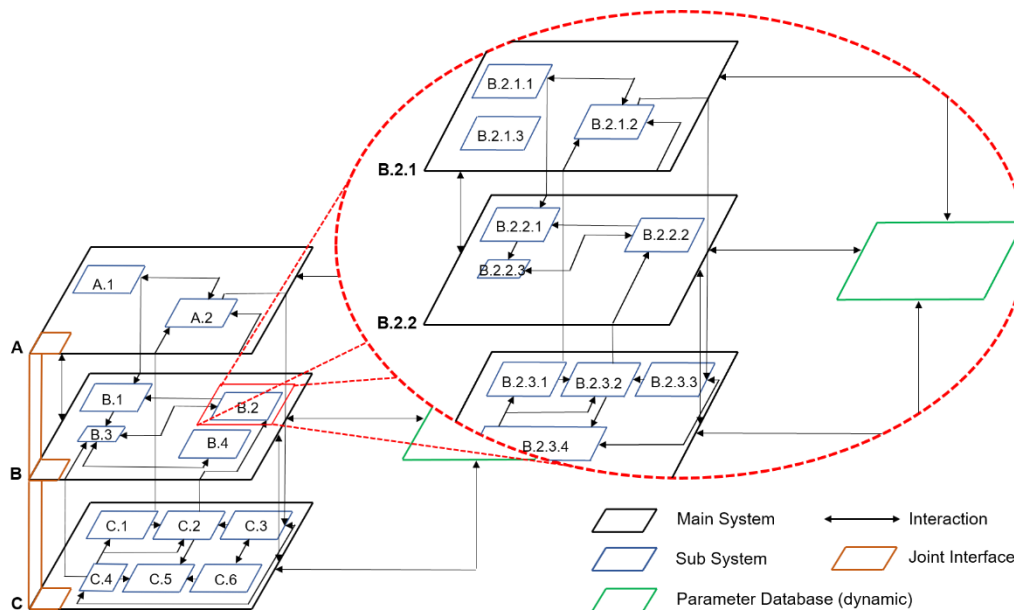 B.2.1.1
B.2.1.2
B.2.1.3
B.2.1
B.2.2.1
B.2.2.2
B.2.2.3
B.2.2
A.1
A.2
A
B.2.3.1
B.2.3.2
B.2.3.3
B.2.3.4
B.1
B.2
B.3
B.4
B
C.1
C.2
C.3
C.4
C.5
C.6
C
Main System
Interaction
Sub System
Joint Interface
Parameter Database (dynamic)